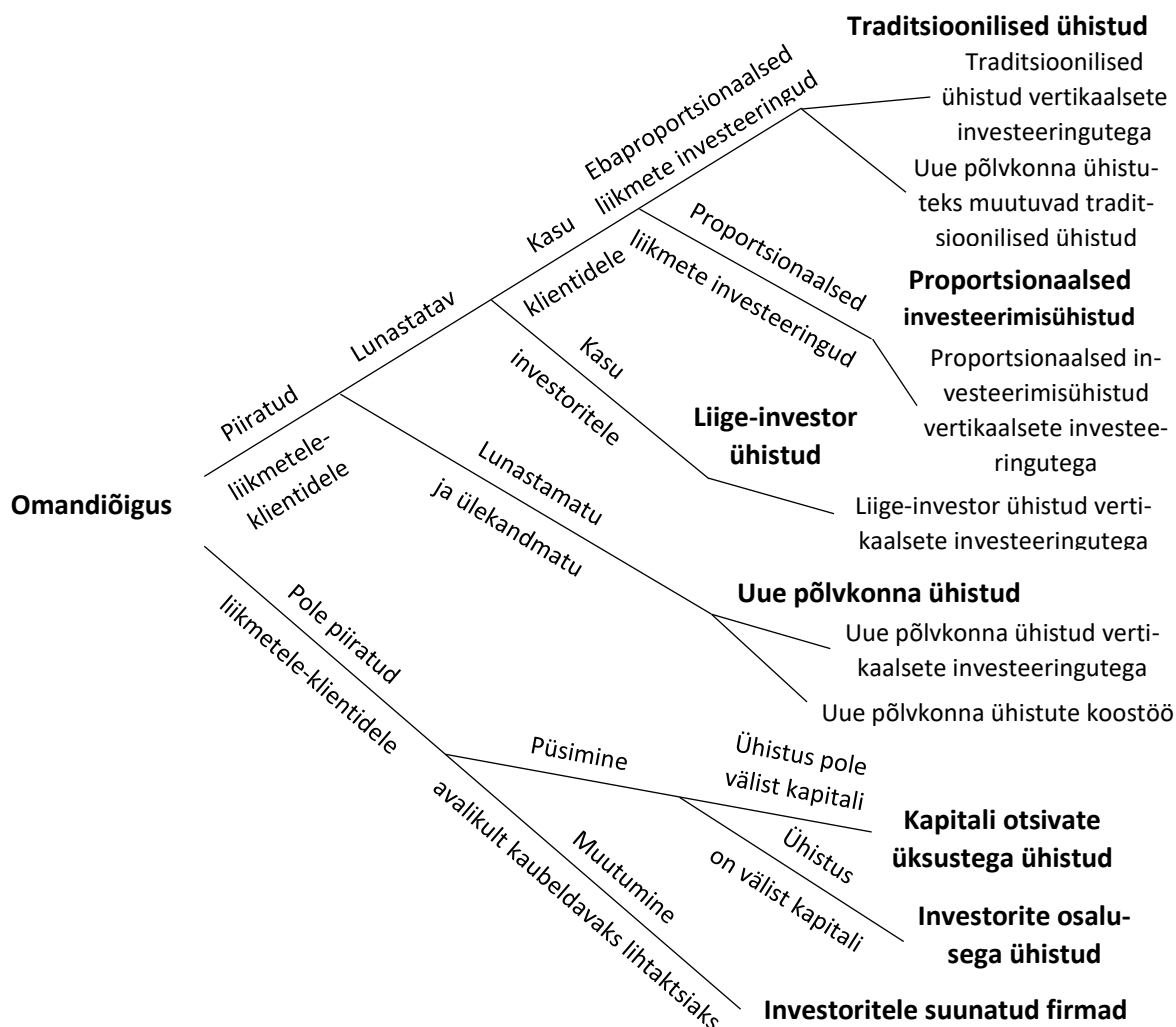 Traditsioonilised ühistud
Traditsioonilised
ühistud vertikaalsete
investeeringutega
Uue põlvkonna ühistu-
teks muutuvad tradit-
sioonilised ühistud
Ebaproportsionaalsed
liikmete investeeringud
Proportsionaalsed
liikmete investeeringud
Proportsionaalsed
investeerimisühistud
Proportsionaalsed in-
vesteerimisühistud
vertikaalsete investee-
ringutega
Kasu
klientidele
Kasu
investoritele
Liige-investor
ühistud
Liige-investor ühistud verti-
kaalsete investeeringutega
Lunastatav
Lunastamatu
ja ülekandmatu
Piiratud
liikmetele-
klientidele
Omandiõigus
Uue põlvkonna ühistud
Uue põlvkonna ühistud verti-
kaalsete investeeringutega
Uue põlvkonna ühistute koostöö
Pole piiratud
liikmetele-klientidele
Püsimine
Ühistus pole
välist kapitali
Kapitali otsivate
üksustega ühistud
Ühistus
on välist kapitali
Investorite osalu-
sega ühistud
Muutumine
avalikult kaubeldavaks lihtaktsiaks
Investoritele suunatud firmad